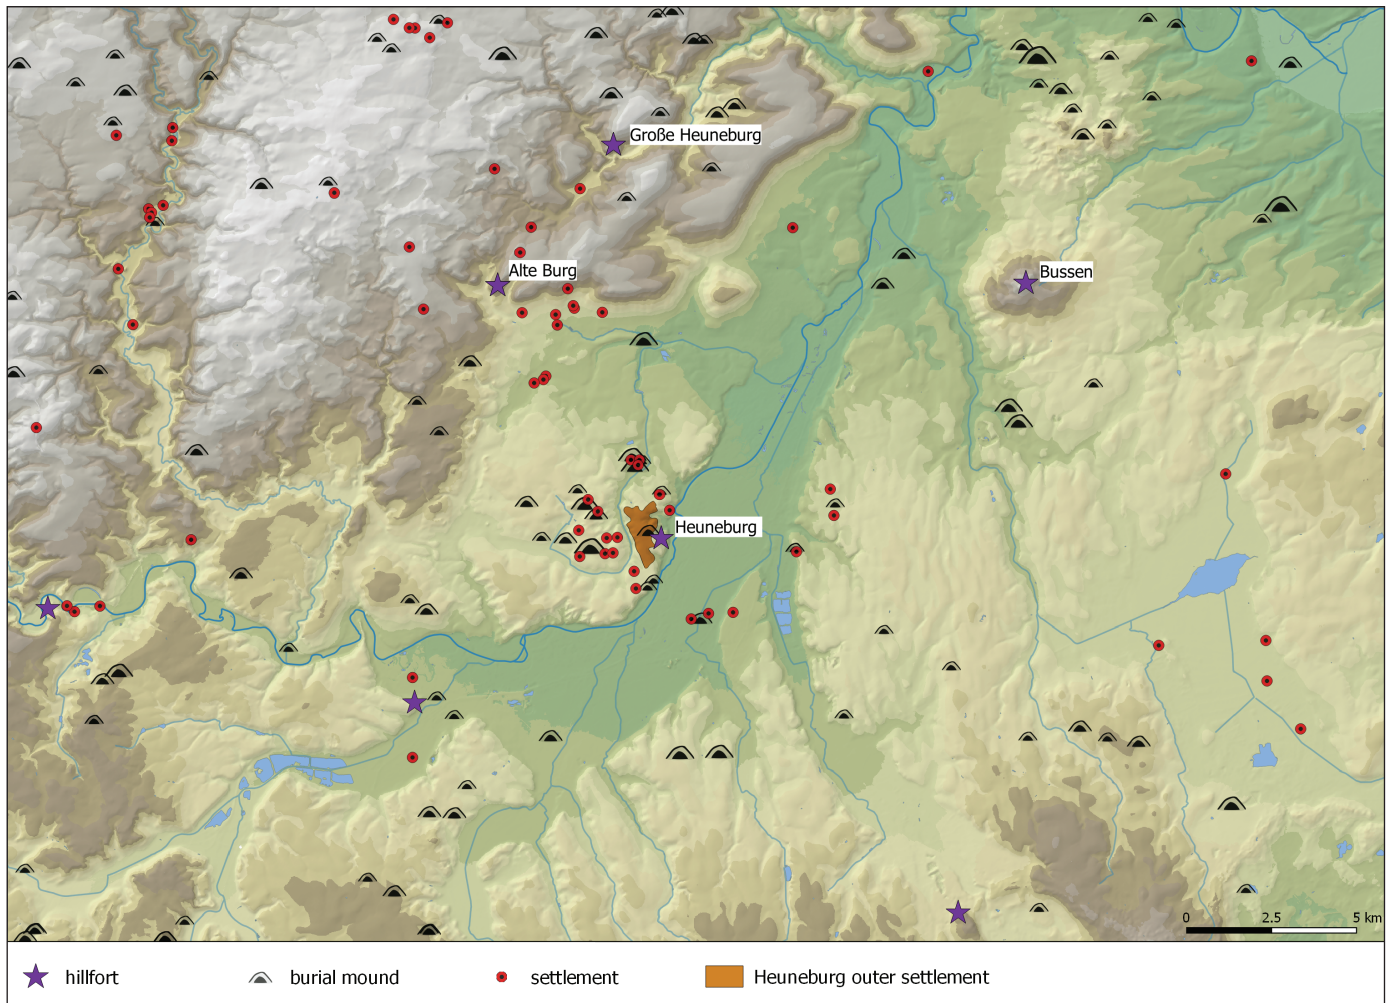 Große Heuneburg
Alte Burg
Bussen
Heuneburg
0 2.5 5 km
hillfort burial mound settlement Heuneburg outer settlement